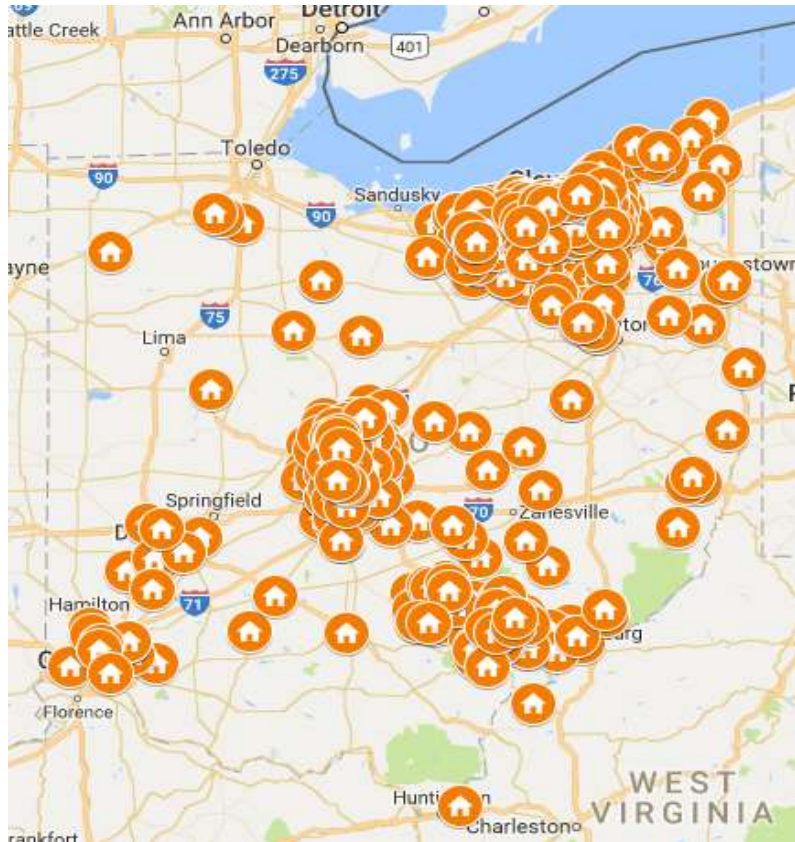 Detroit
Ann Arbor
attle Creek
Dearborn
401
275
Toledo
90
Sandusky
90
ayne
75
76
Lima
Springfield
70
Zanesville
Hamilton
71
Florence
WEST
VIRGINIA
Charleston
rankfort